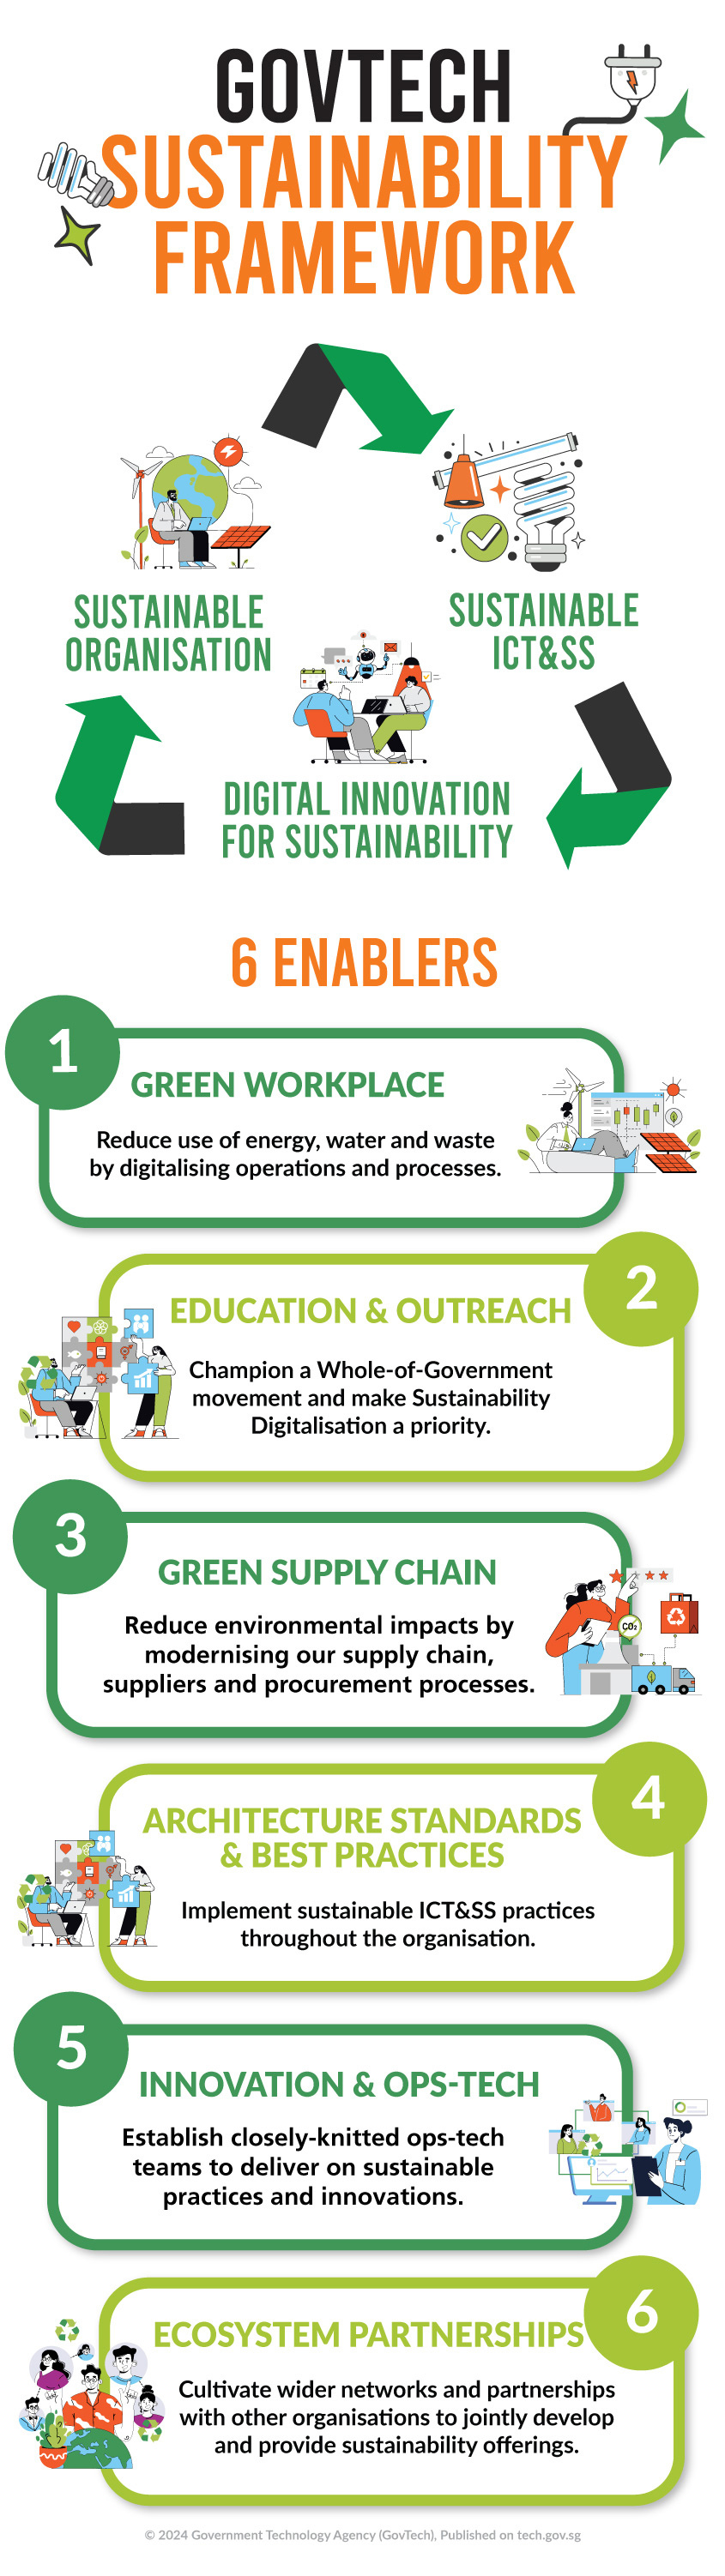 GOVTECH
SUSTAINABILITY
FRAMEWORK
SUSTAINABLE
ORGANISATION
SUSTAINABLE
ICT&SS
DIGITAL INNOVATION
FOR SUSTAINABILITY
6 ENABLERS
1
GREEN WORKPLACE
Reduce use of energy, water and waste
by digitalising operations and processes.
2
EDUCATION & OUTREACH
Champion a Whole-of-Government
movement and make Sustainability
Digitalisation a priority.
3
GREEN SUPPLY CHAIN
Reduce environmental impacts by
modernising our supply chain,
suppliers and procurement processes.
CO₂
4
ARCHITECTURE STANDARDS
& BEST PRACTICES
Implement sustainable ICT&SS practices
throughout the organisation.
5
INNOVATION & OPS-TECH
Establish closely-knitted ops-tech
teams to deliver on sustainable
practices and innovations.
6
ECOSYSTEM PARTNERSHIPS
Cultivate wider networks and partnerships
with other organisations to jointly develop
and provide sustainability offerings.
© 2024 Government Technology Agency (GovTech), Published on tech.gov.sg